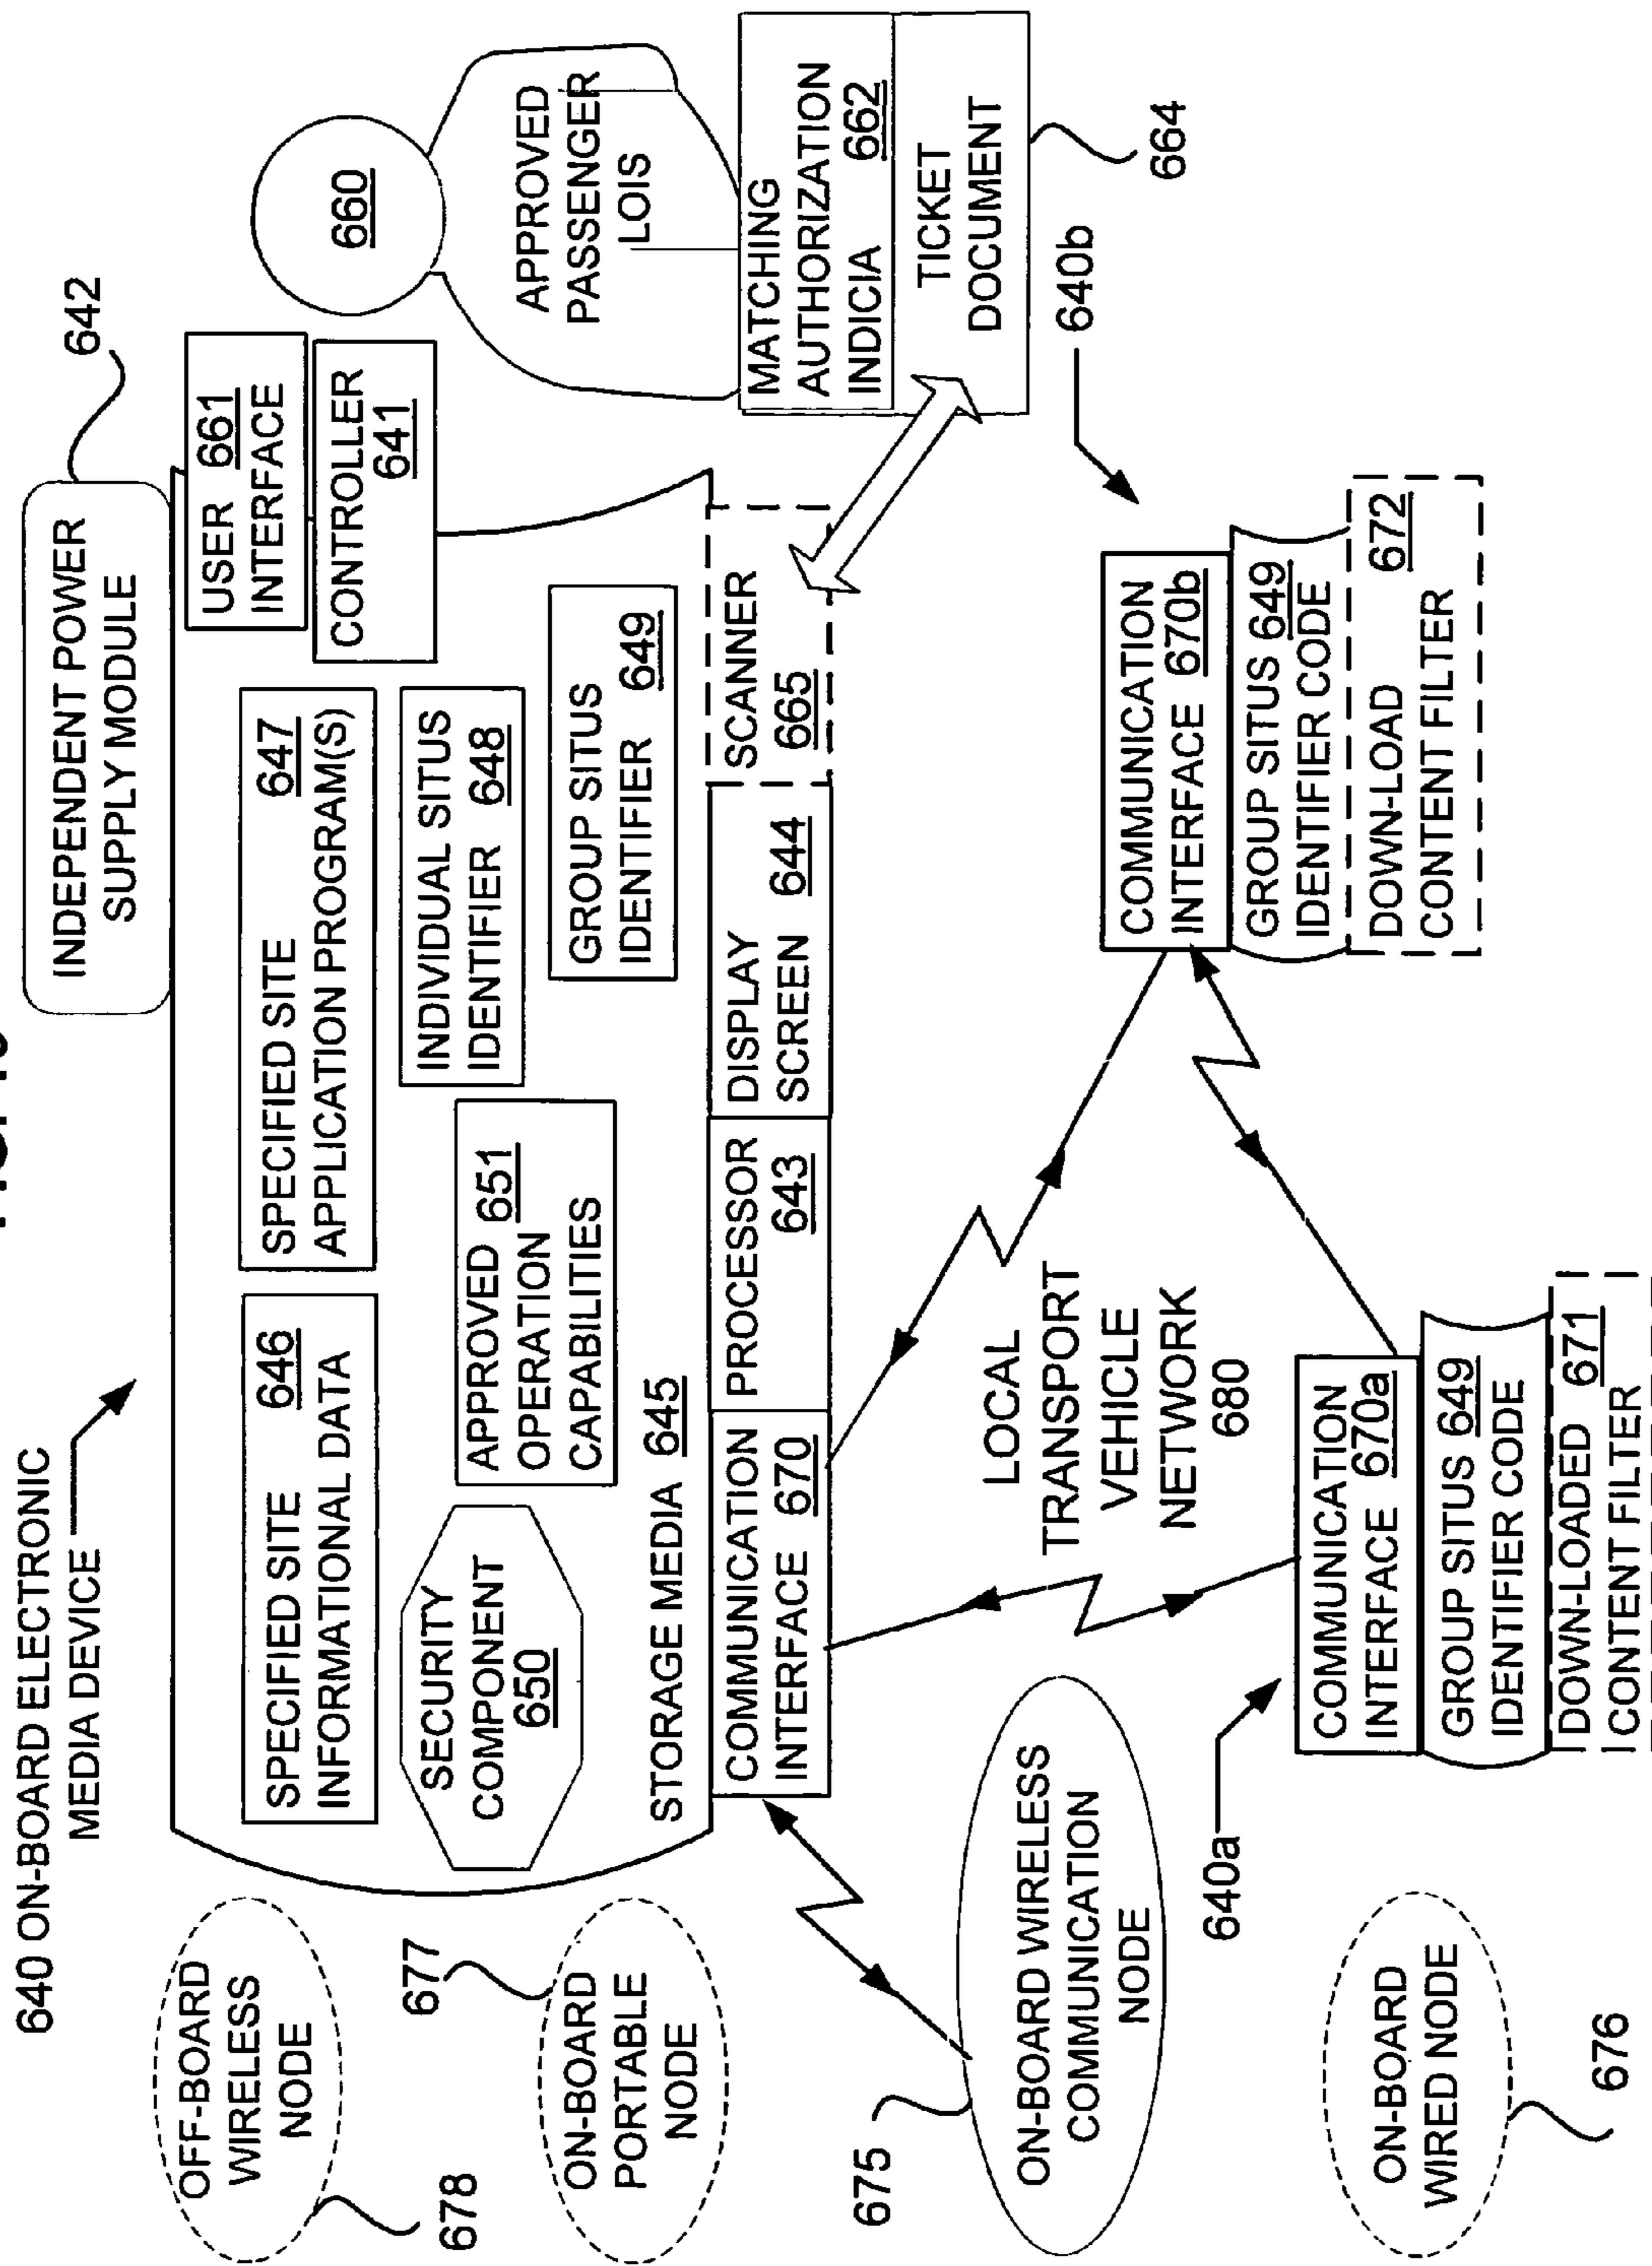 640 ON-BOARD ELECTRONIC
MEDIA DEVICE
642
INDEPENDENT POWER
SUPPLY MODULE
OFF-BOARD
WIRELESS
NODE
678
677
ON-BOARD
PORTABLE
NODE
SPECIFIED SITE 646
INFORMATIONAL DATA
SPECIFIED SITE 647
APPLICATION PROGRAM(S)
USER 661
INTERFACE
CONTROLLER
641
660
APPROVED
PASSENGER
LOIS
SECURITY
COMPONENT
650
APPROVED 651
OPERATION
CAPABILITIES
INDIVIDUAL SITUS
IDENTIFIER 648
GROUP SITUS
IDENTIFIER 649
STORAGE MEDIA 645
COMMUNICATION
INTERFACE 670
PROCESSOR
643
DISPLAY
SCREEN 644
SCANNER
665
MATCHING
AUTHORIZATION
INDICIA 662
TICKET
DOCUMENT
664
675
ON-BOARD WIRELESS
COMMUNICATION
NODE
LOCAL
TRANSPORT
VEHICLE
NETWORK
680
640b
COMMUNICATION
INTERFACE 670b
GROUP SITUS 649
IDENTIFIER CODE
DOWN-LOAD 672
CONTENT FILTER
640a
COMMUNICATION
INTERFACE 670a
GROUP SITUS 649
IDENTIFIER CODE
DOWN-LOADED 671
CONTENT FILTER
ON-BOARD
WIRED NODE
676